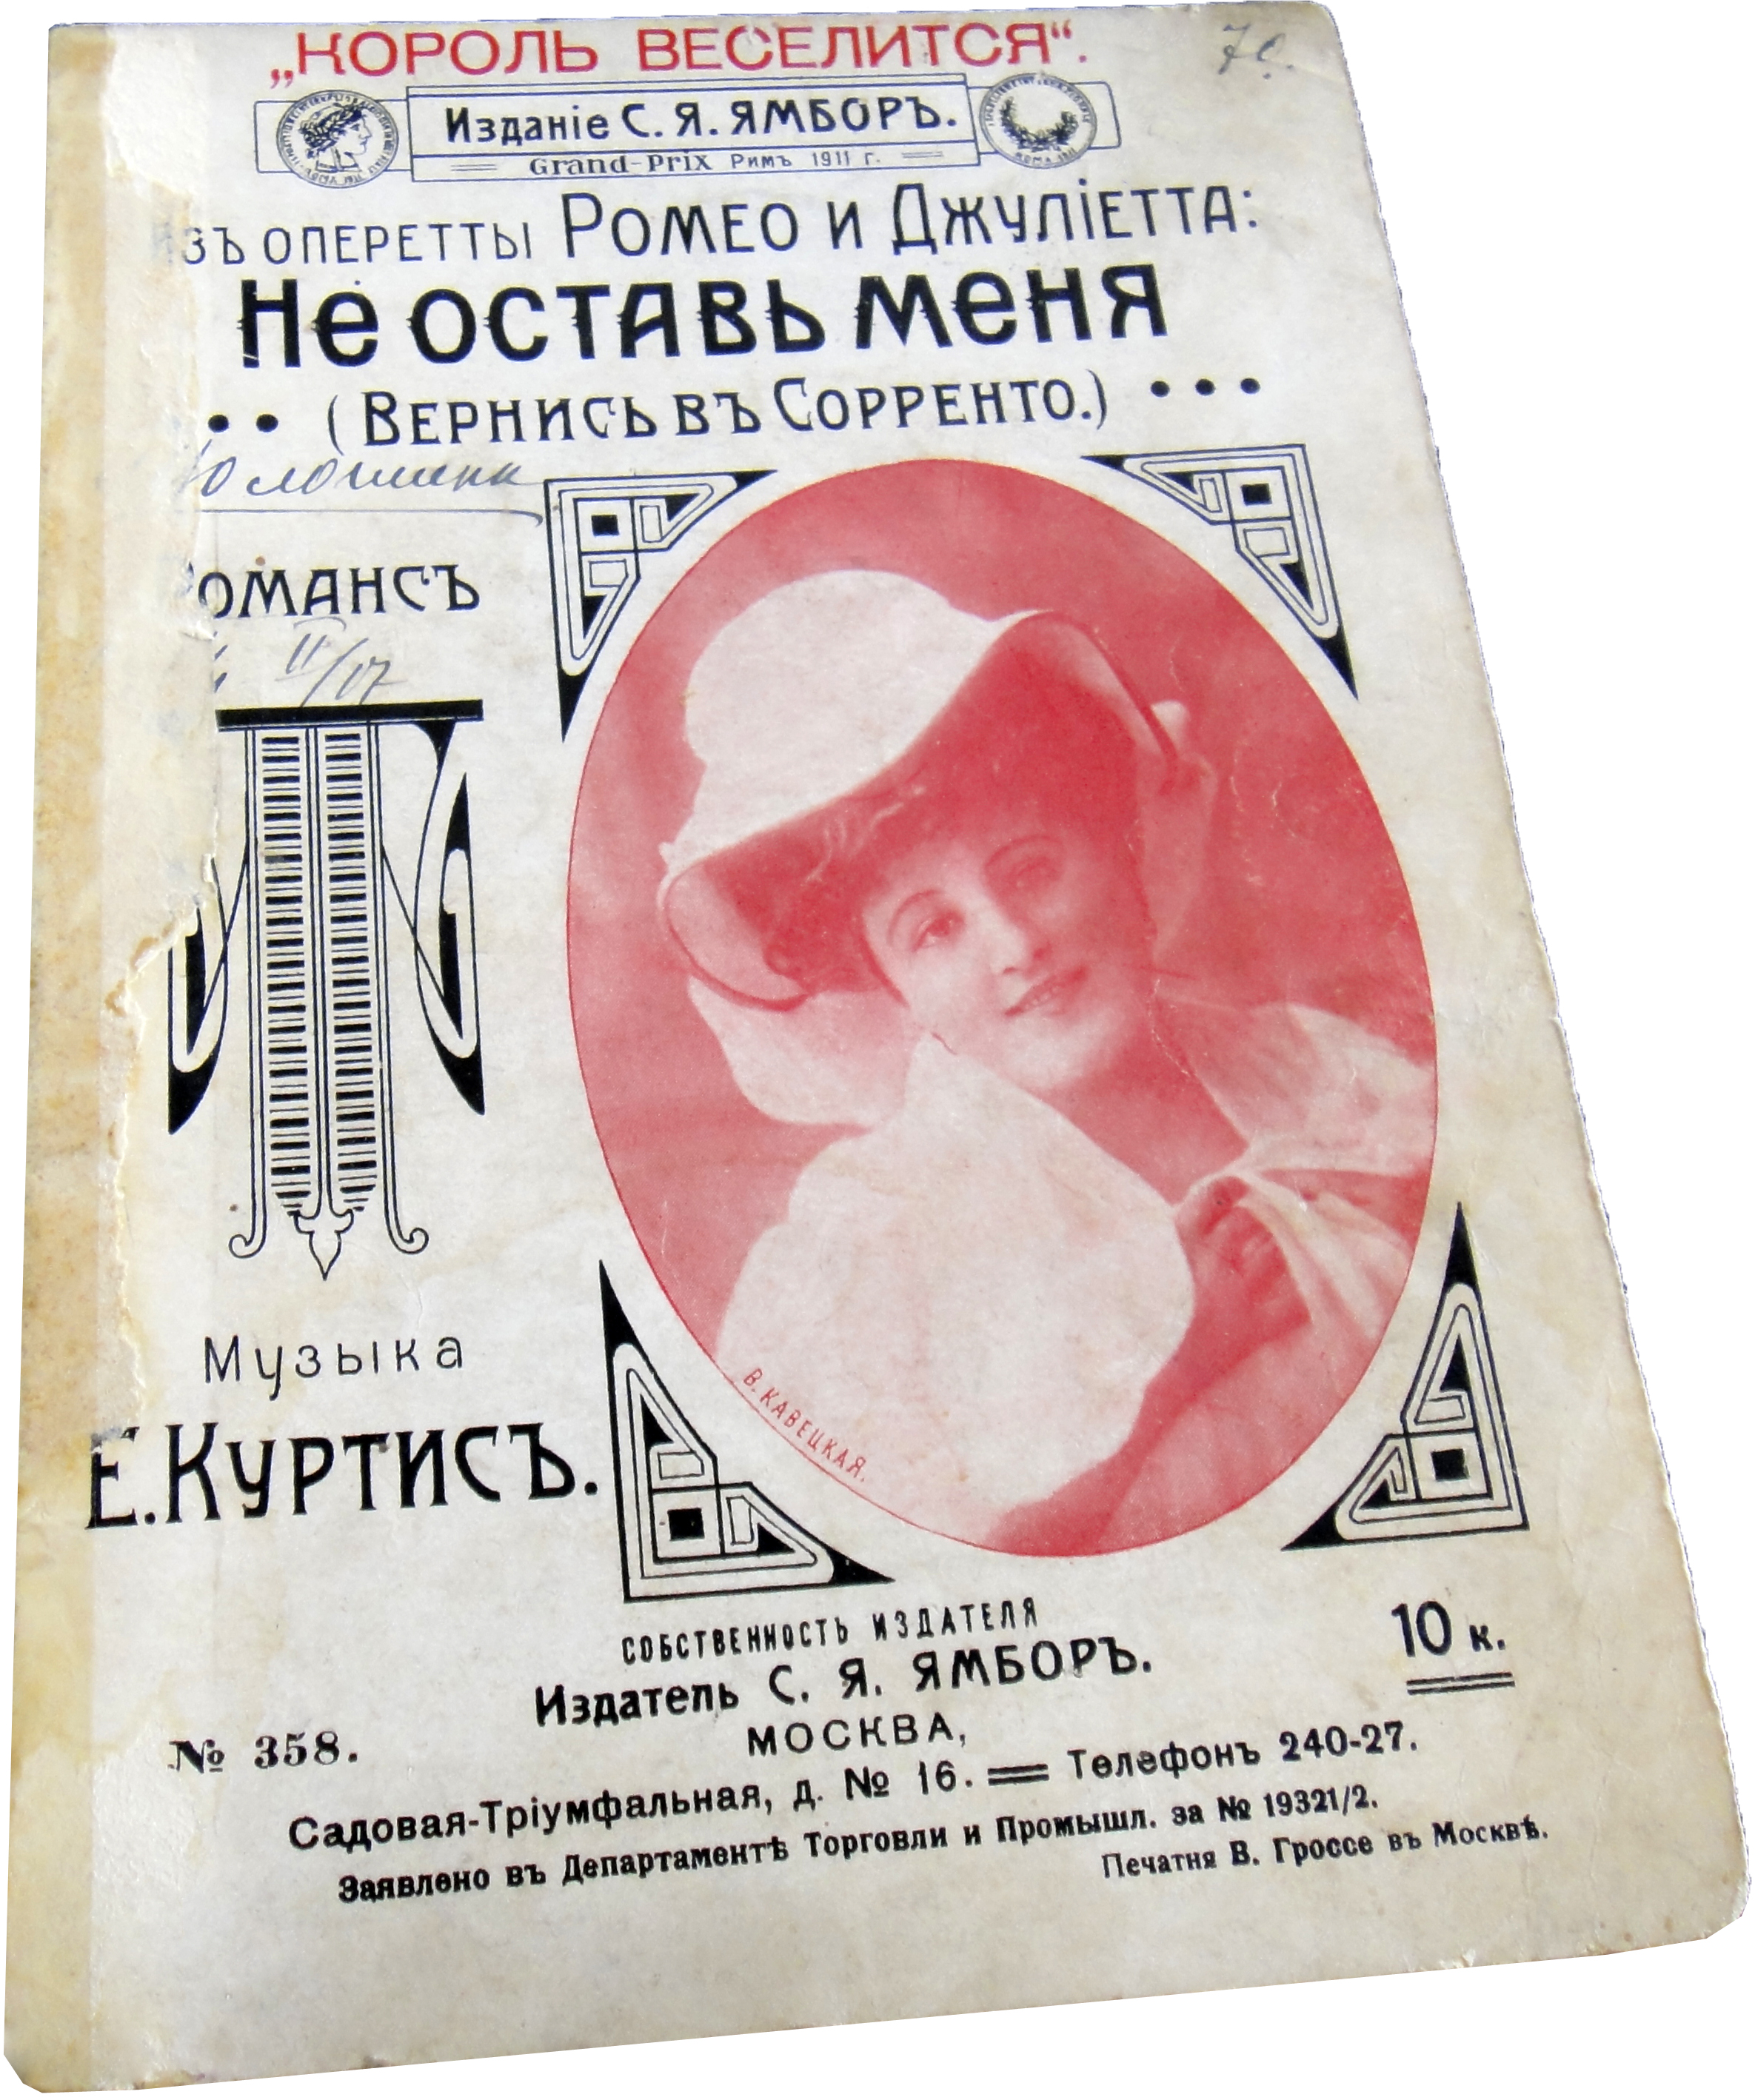 „КОРОЛЬ ВЕСЕЛИТСЯ“.
Изданіе С. Я. ЯМБОРЪ.
Grand-Prix Римъ 1911 г.
ИЗЪ ОПЕРЕТТЫ РОМЕО И ДЖУЛІЕТТА:
Не оставь меня
(ВЕРНИСЬ ВЪ СОРРЕНТО.)
РОМАНСЪ
II/17
Музыка
Е. КУРТИСЪ.
В. КАВЕЦКАЯ.
СОБСТВЕННОСТЬ ИЗДАТЕЛЯ
Издатель С. Я. ЯМБОРЪ.
10 к.
МОСКВА,
№ 358.
Садовая-Тріумфальная, д. № 16. = Телефонъ 240-27.
Заявлено въ Департаментѣ Торговли и Промышл. за № 19321/2.
Печатня В. Гроссе въ Москвѣ.